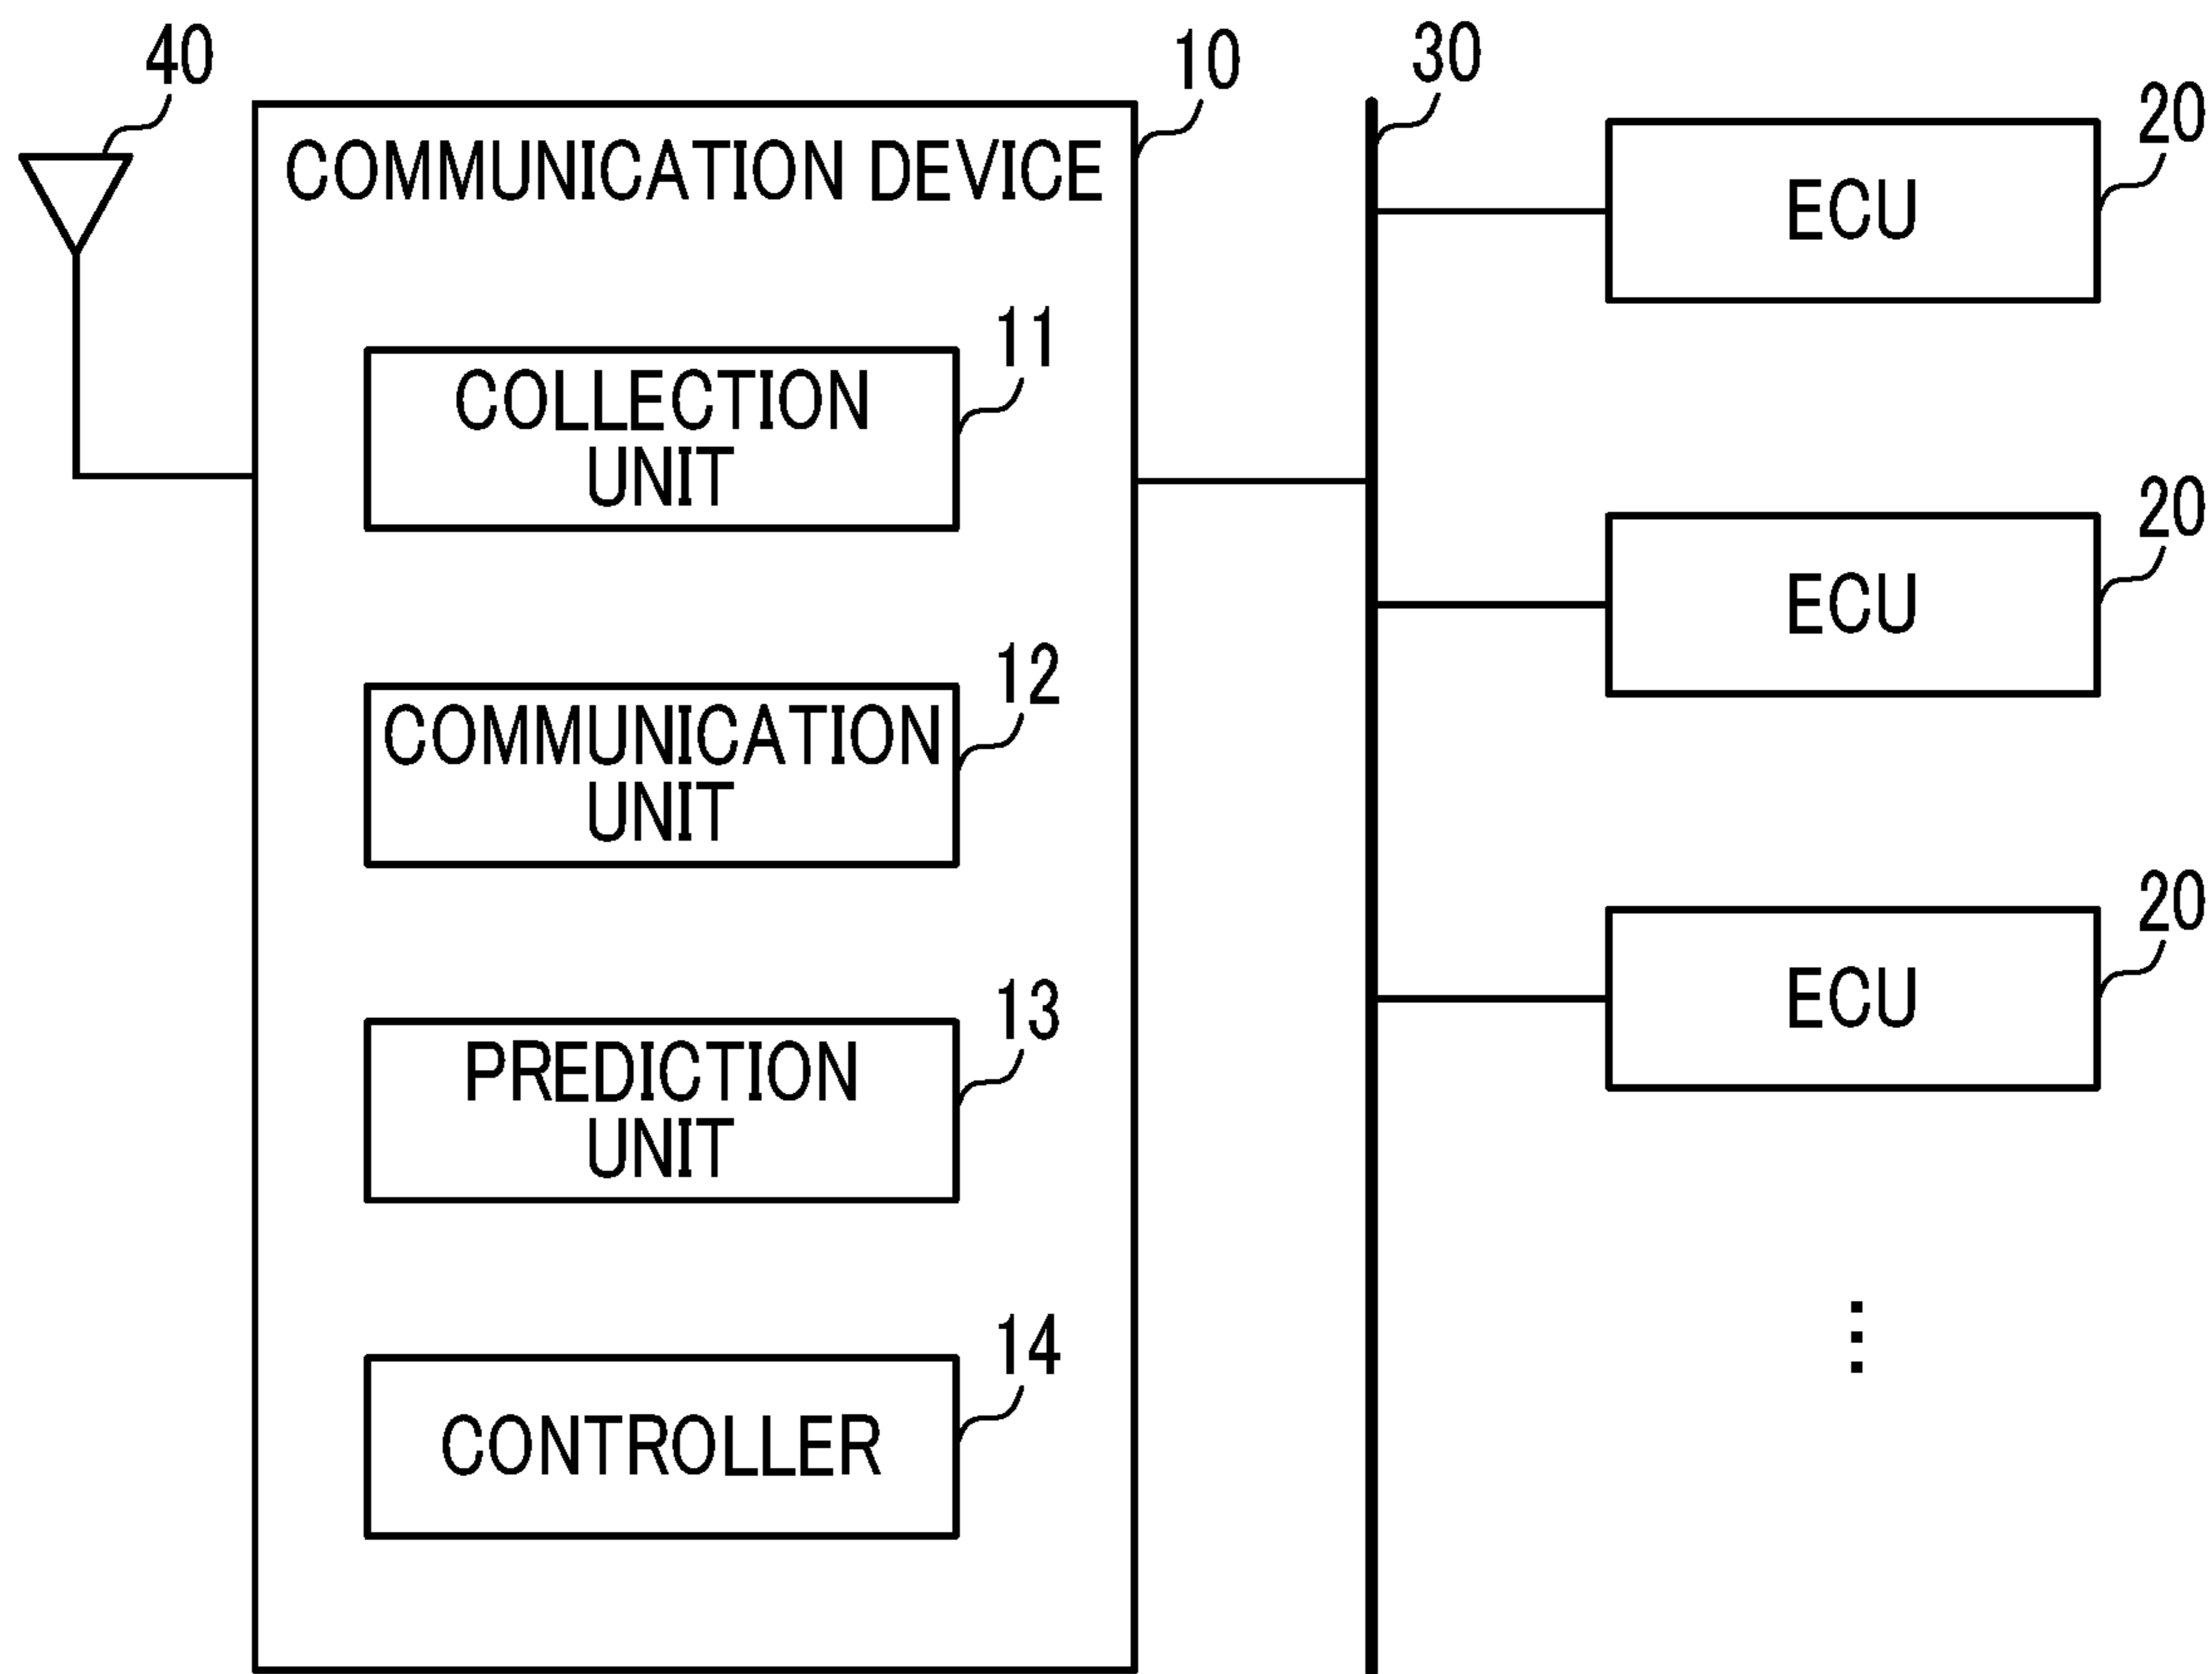 40
10
30
20
COMMUNICATION DEVICE
ECU
11
COLLECTION
UNIT
20
ECU
12
COMMUNICATION
UNIT
20
ECU
13
PREDICTION
UNIT
14
CONTROLLER